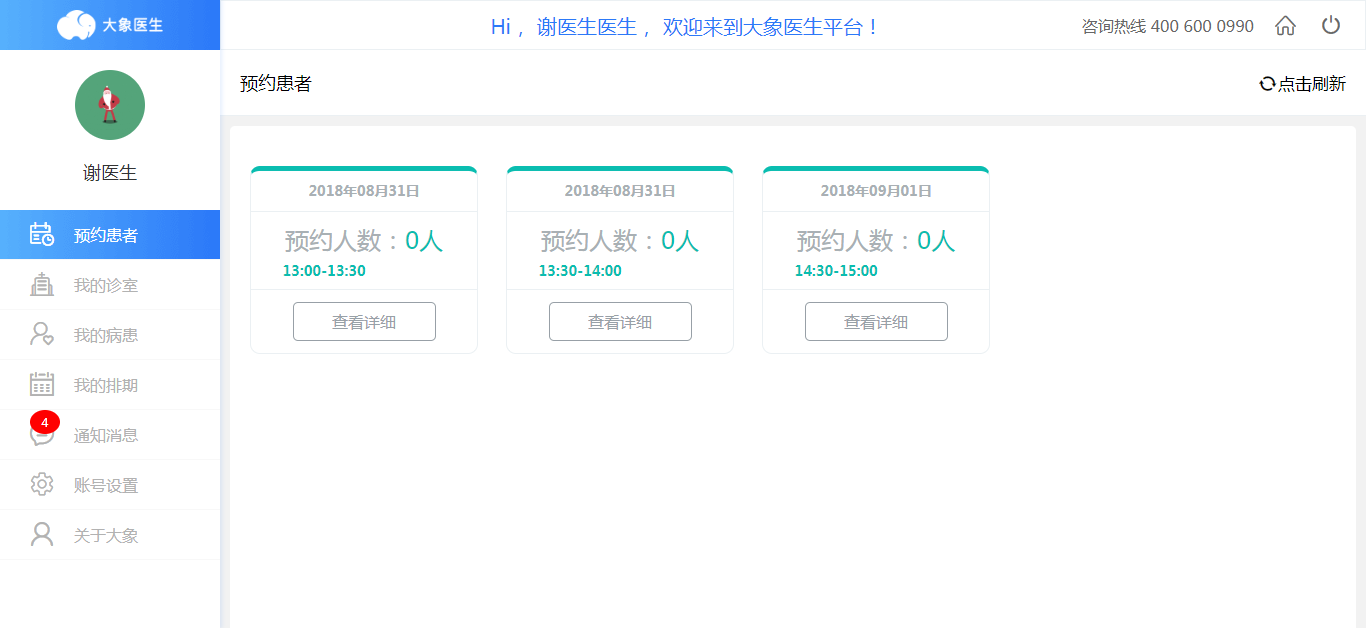 大象医生
Hi， 谢医生医生， 欢迎来到大象医生平台！
咨询热线 400 600 0990
谢医生
预约患者
我的诊室
我的病患
我的排期
4
通知消息
账号设置
关于大象
预约患者
点击刷新
2018年08月31日
预约人数：0人
13:00-13:30
查看详细
2018年08月31日
预约人数：0人
13:30-14:00
查看详细
2018年09月01日
预约人数：0人
14:30-15:00
查看详细